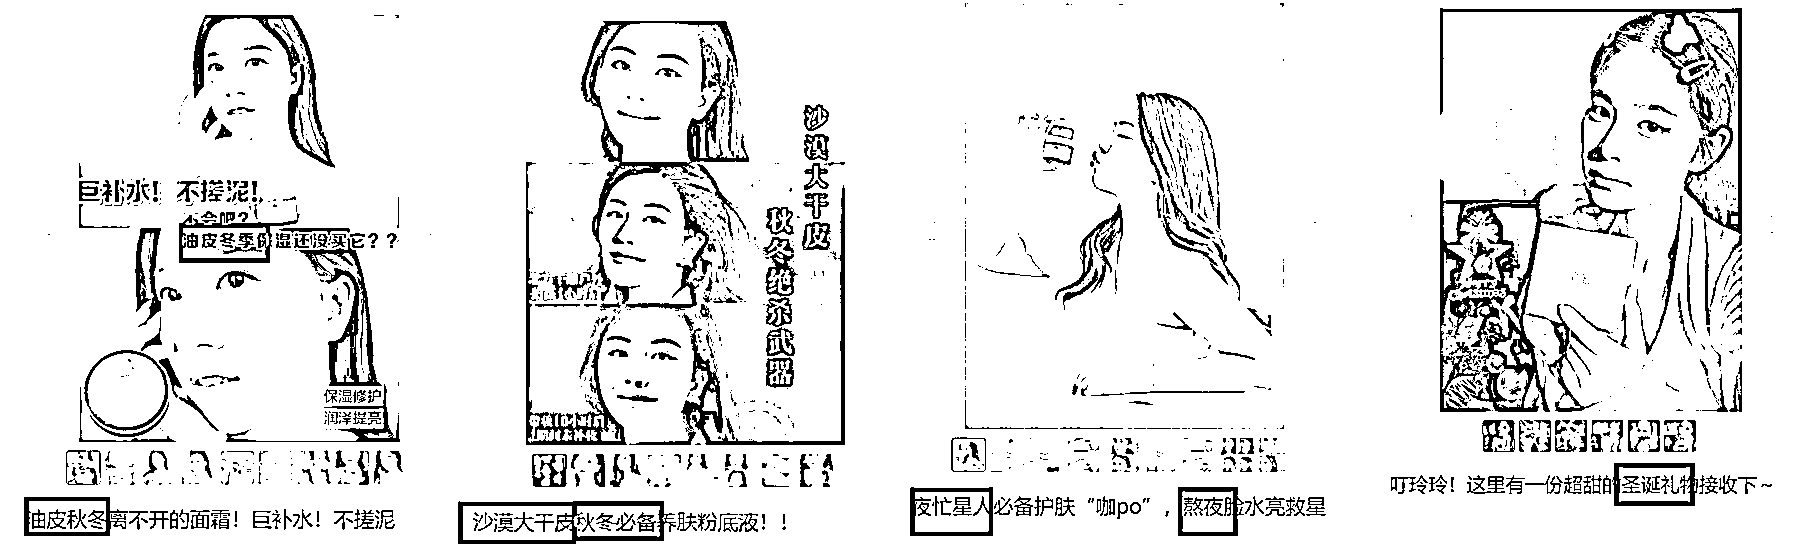 巨补水！不搓泥！
不会吧？
油皮冬季保湿还没买它？？
保湿修护
润泽提亮
油皮秋冬离不开的面霜！巨补水！不搓泥
沙漠大干皮
秋冬绝杀武器
沙漠大干皮秋冬必备养肤粉底液！！
夜忙星人必备护肤“咖po”，熬夜脸水亮救星
叮玲玲！这里有一份超甜的圣诞礼物接收下～